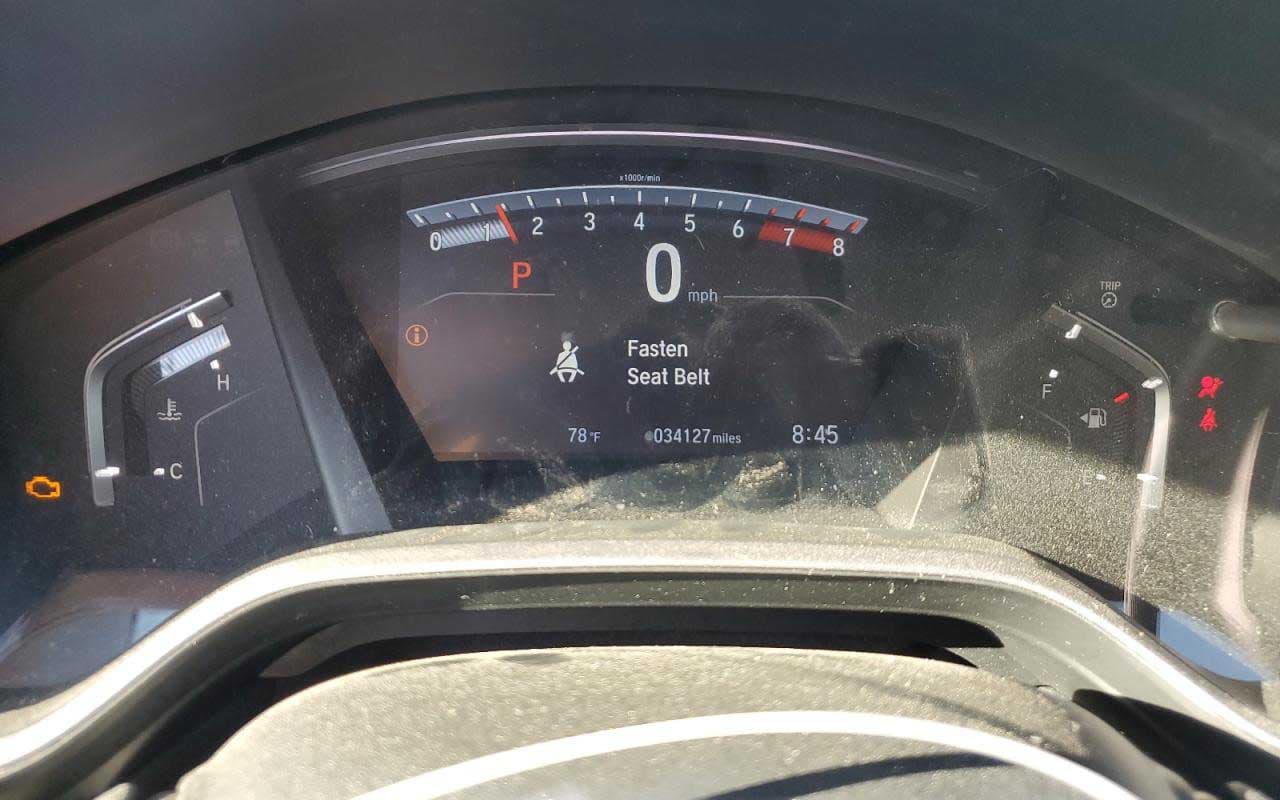 x1000r/min
0 1 2 3 4 5 6 7 8
P
0 mph
TRIP
H
F
Fasten
Seat Belt
78°F
034127 miles
8:45
C
E